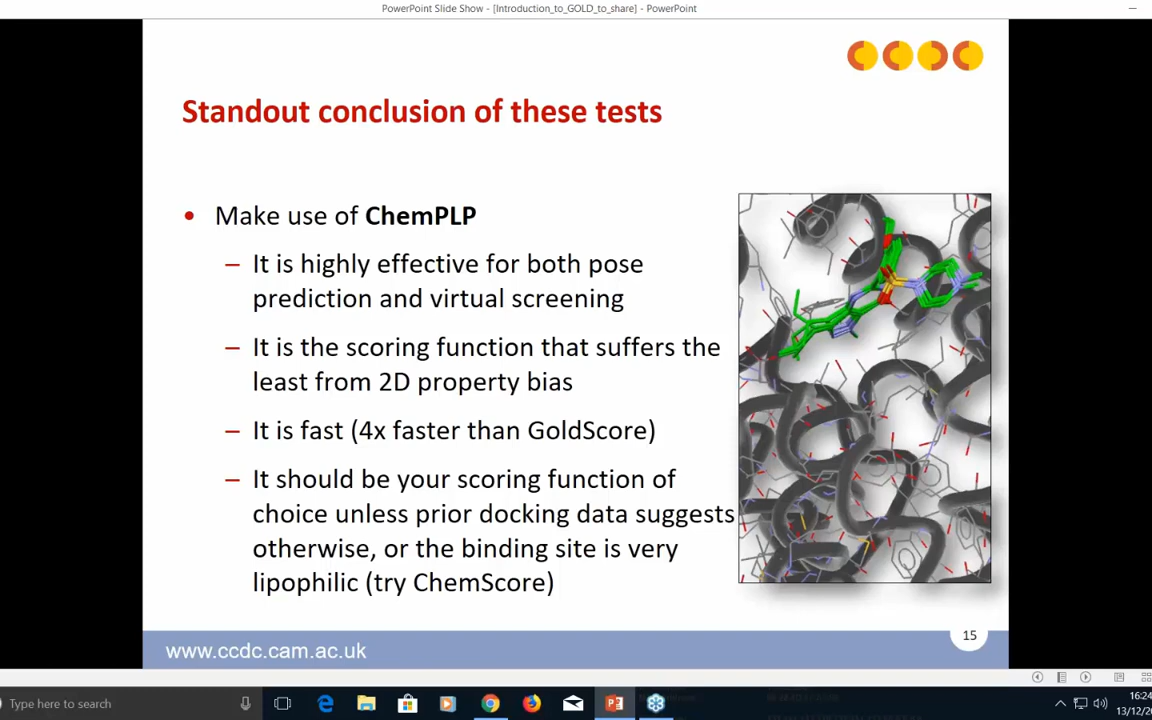 PowerPoint Slide Show - [Introduction_to_GOLD_to_share] - PowerPoint
Standout conclusion of these tests
• Make use of ChemPLP
– It is highly effective for both pose
prediction and virtual screening
– It is the scoring function that suffers the
least from 2D property bias
– It is fast (4x faster than GoldScore)
– It should be your scoring function of
choice unless prior docking data suggests
otherwise, or the binding site is very
lipophilic (try ChemScore)
15
www.ccdc.cam.ac.uk
Type here to search
16:24
13/12/20